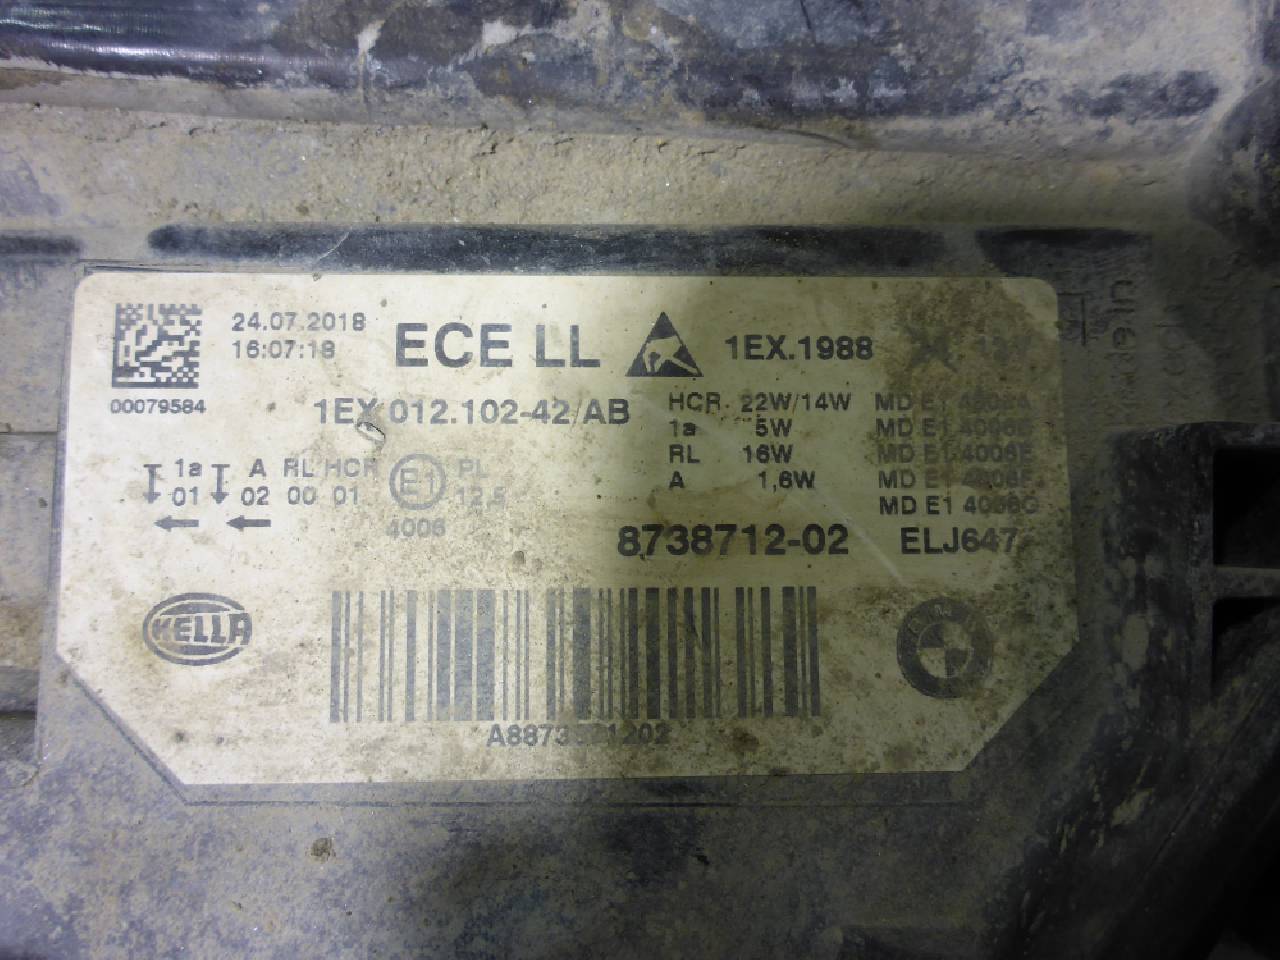 24.07.2018
16:07:18
00079584
ECE LL
1EX.1988
1EX 012.102-42/AB
HCR 22W/14W MD E1
1a 5W MD E1
RL 16W MD E1 4006E
A 1,6W MD E1
MD E1
1a A RL HCR
01 02 00 01
E1
PL
12,5
4006
8738712-02 ELJ647
HELLA
BMW